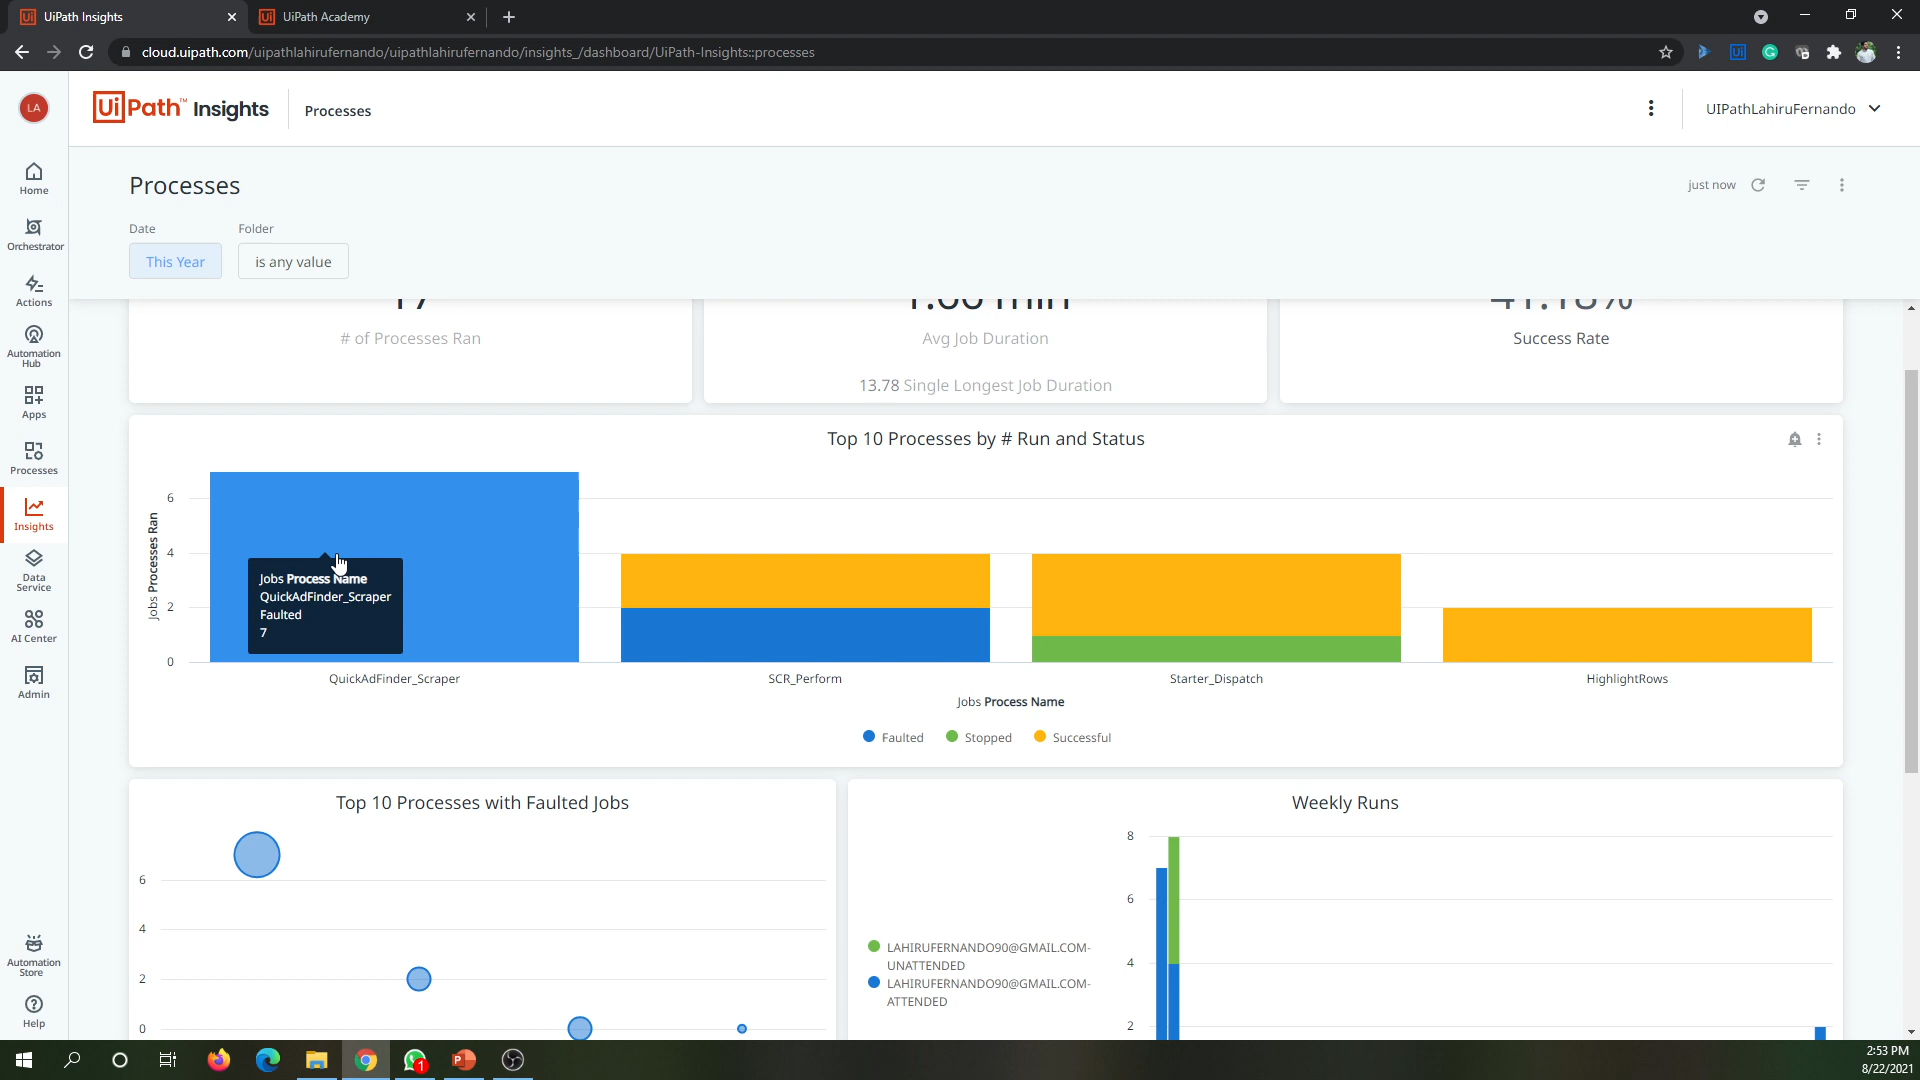 UiPath Insights
UiPath Academy
cloud.uipath.com/uipathlahirufernando/uipathlahirufernando/insights_/dashboard/UiPath-Insights::processes
LA
UiPath™ Insights
Processes
UIPathLahiruFernando
Home
Orchestrator
Actions
Automation
Hub
Apps
Processes
Insights
Data
Service
AI Center
Admin
Automation
Store
Help
Processes
just now
Date
Folder
This Year
is any value
# of Processes Ran
Avg Job Duration
13.78 Single Longest Job Duration
Success Rate
Top 10 Processes by # Run and Status
Jobs Processes Ran
6
4
2
0
Jobs Process Name
QuickAdFinder_Scraper
Faulted
7
QuickAdFinder_Scraper
SCR_Perform
Starter_Dispatch
HighlightRows
Jobs Process Name
Faulted
Stopped
Successful
Top 10 Processes with Faulted Jobs
6
4
2
0
Weekly Runs
8
6
4
2
LAHIRUFERNANDO90@GMAIL.COM-
UNATTENDED
LAHIRUFERNANDO90@GMAIL.COM-
ATTENDED
1
2:53 PM
8/22/2021